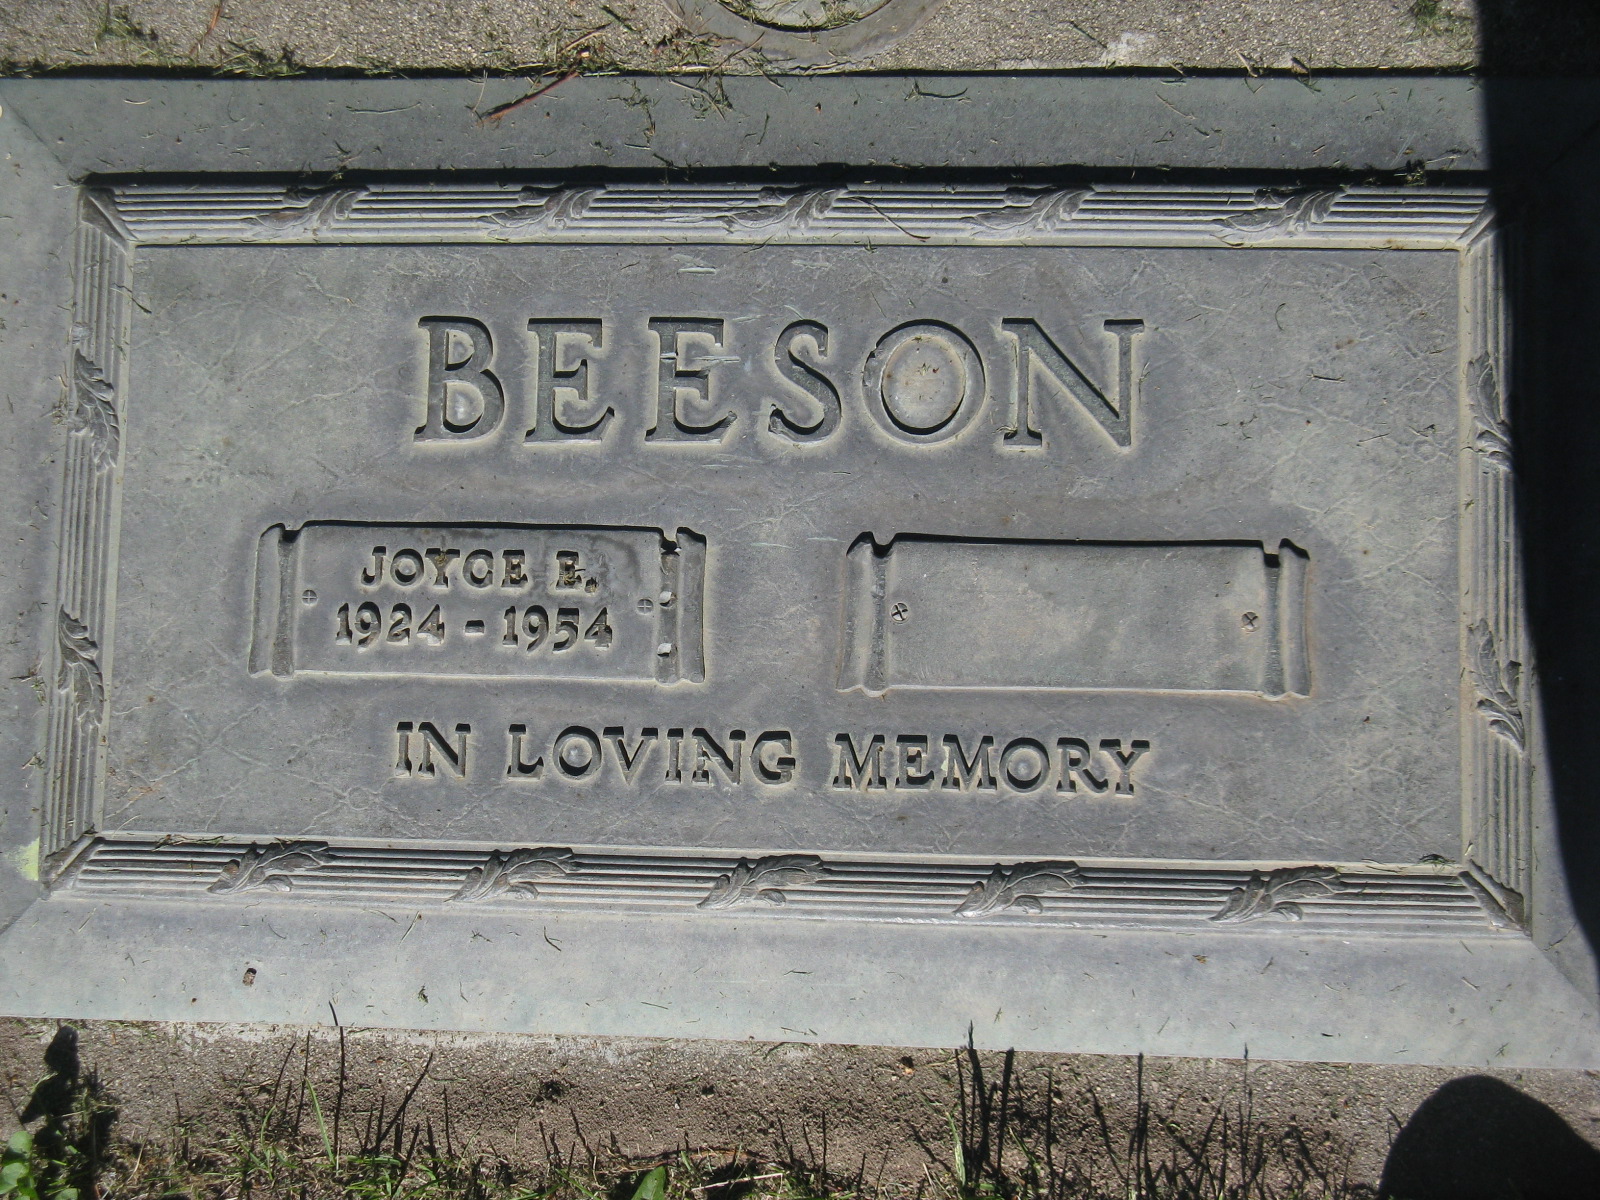 BEESON
JOYCE E.
1924 - 1954
IN LOVING MEMORY